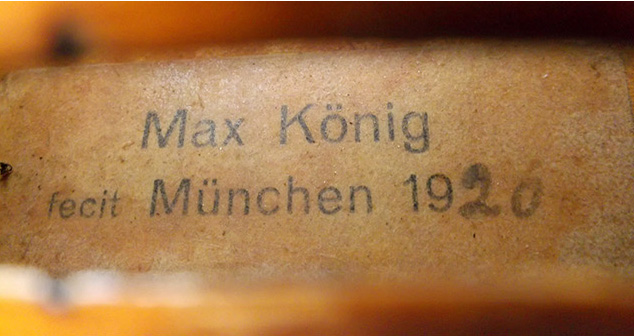 Max König
fecit München 1920